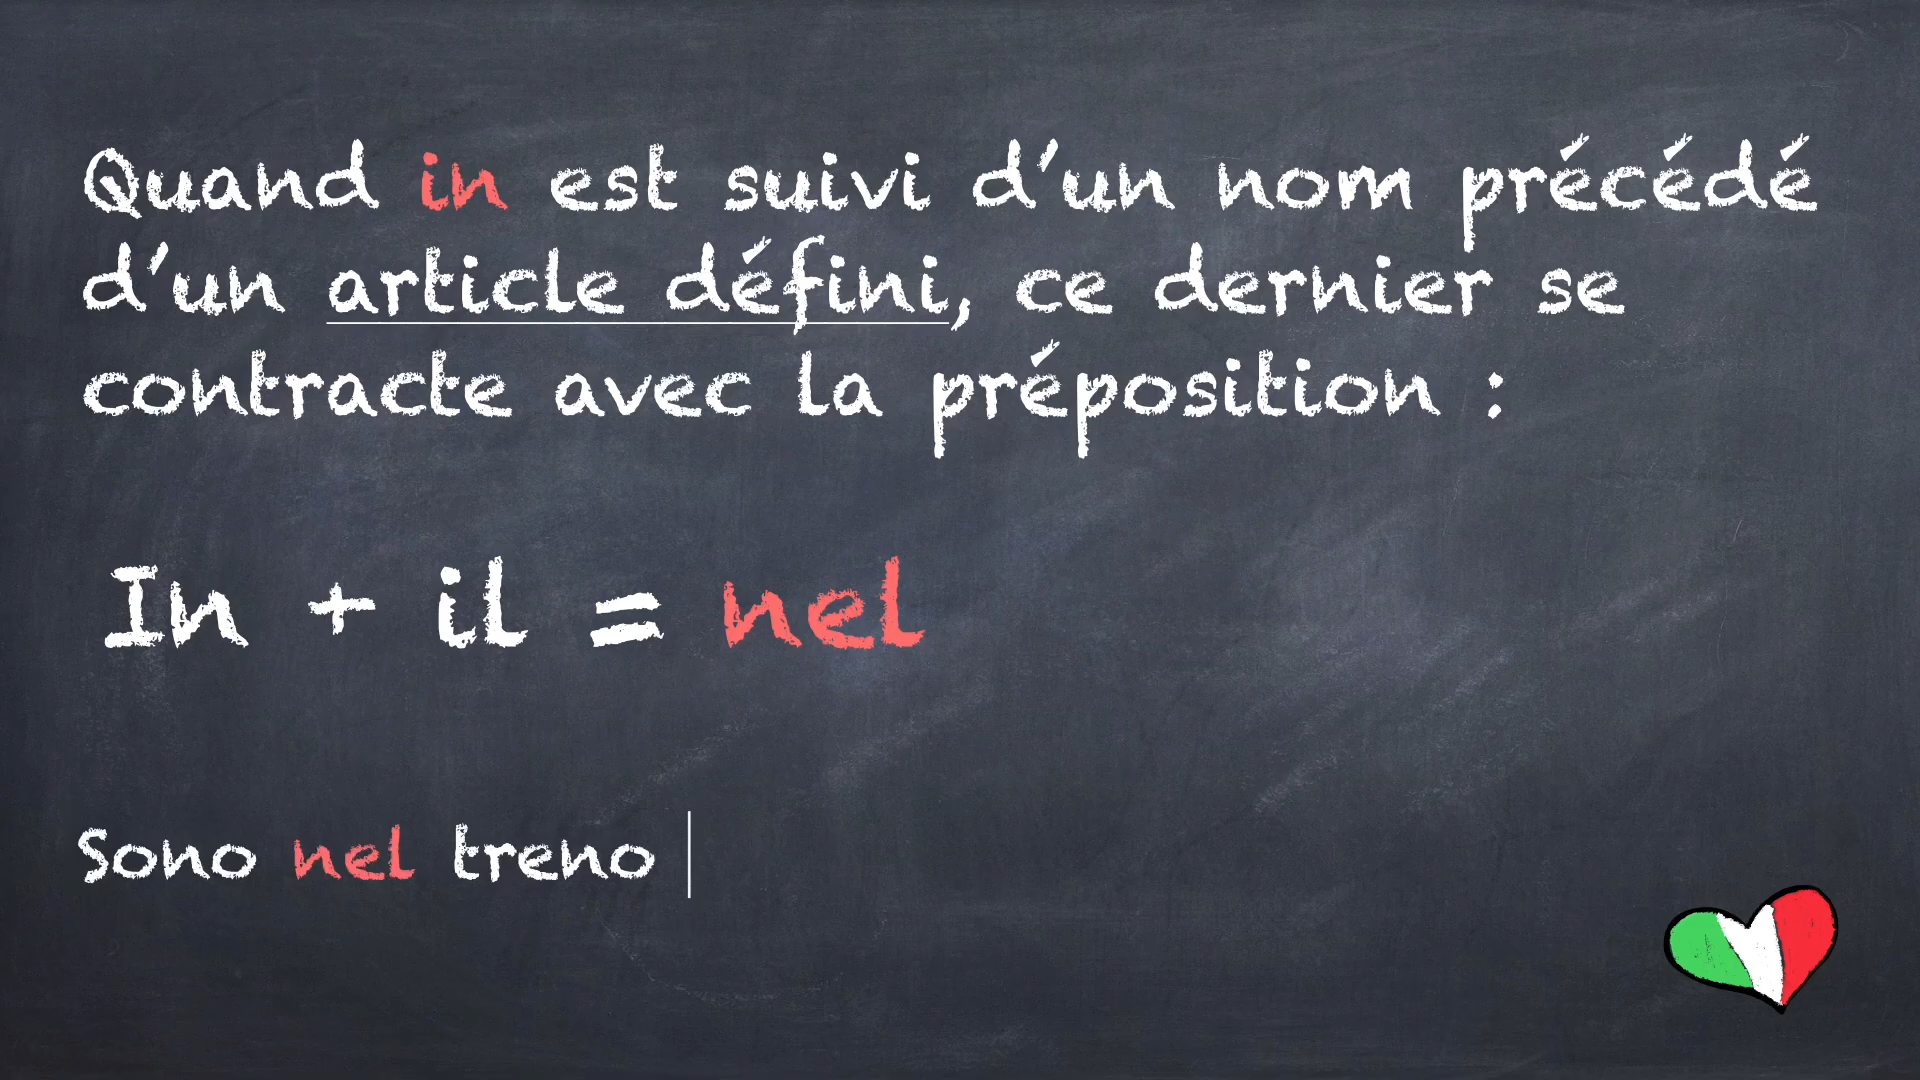 Quand in est suivi d’un nom précédé
d’un article défini, ce dernier se
contracte avec la préposition :
In + il = nel
Sono nel treno